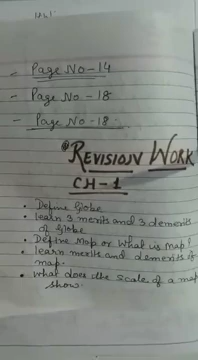 - Page No-14
- Page No-18
- Page No-18.
REVISION WORK
CH-1
• Define Globe
• learn 3 merits and 3 demerits
of globe
• Define Map or What is Map?
• learn merits and demerits of
map.
• what does the scale of a map
show.